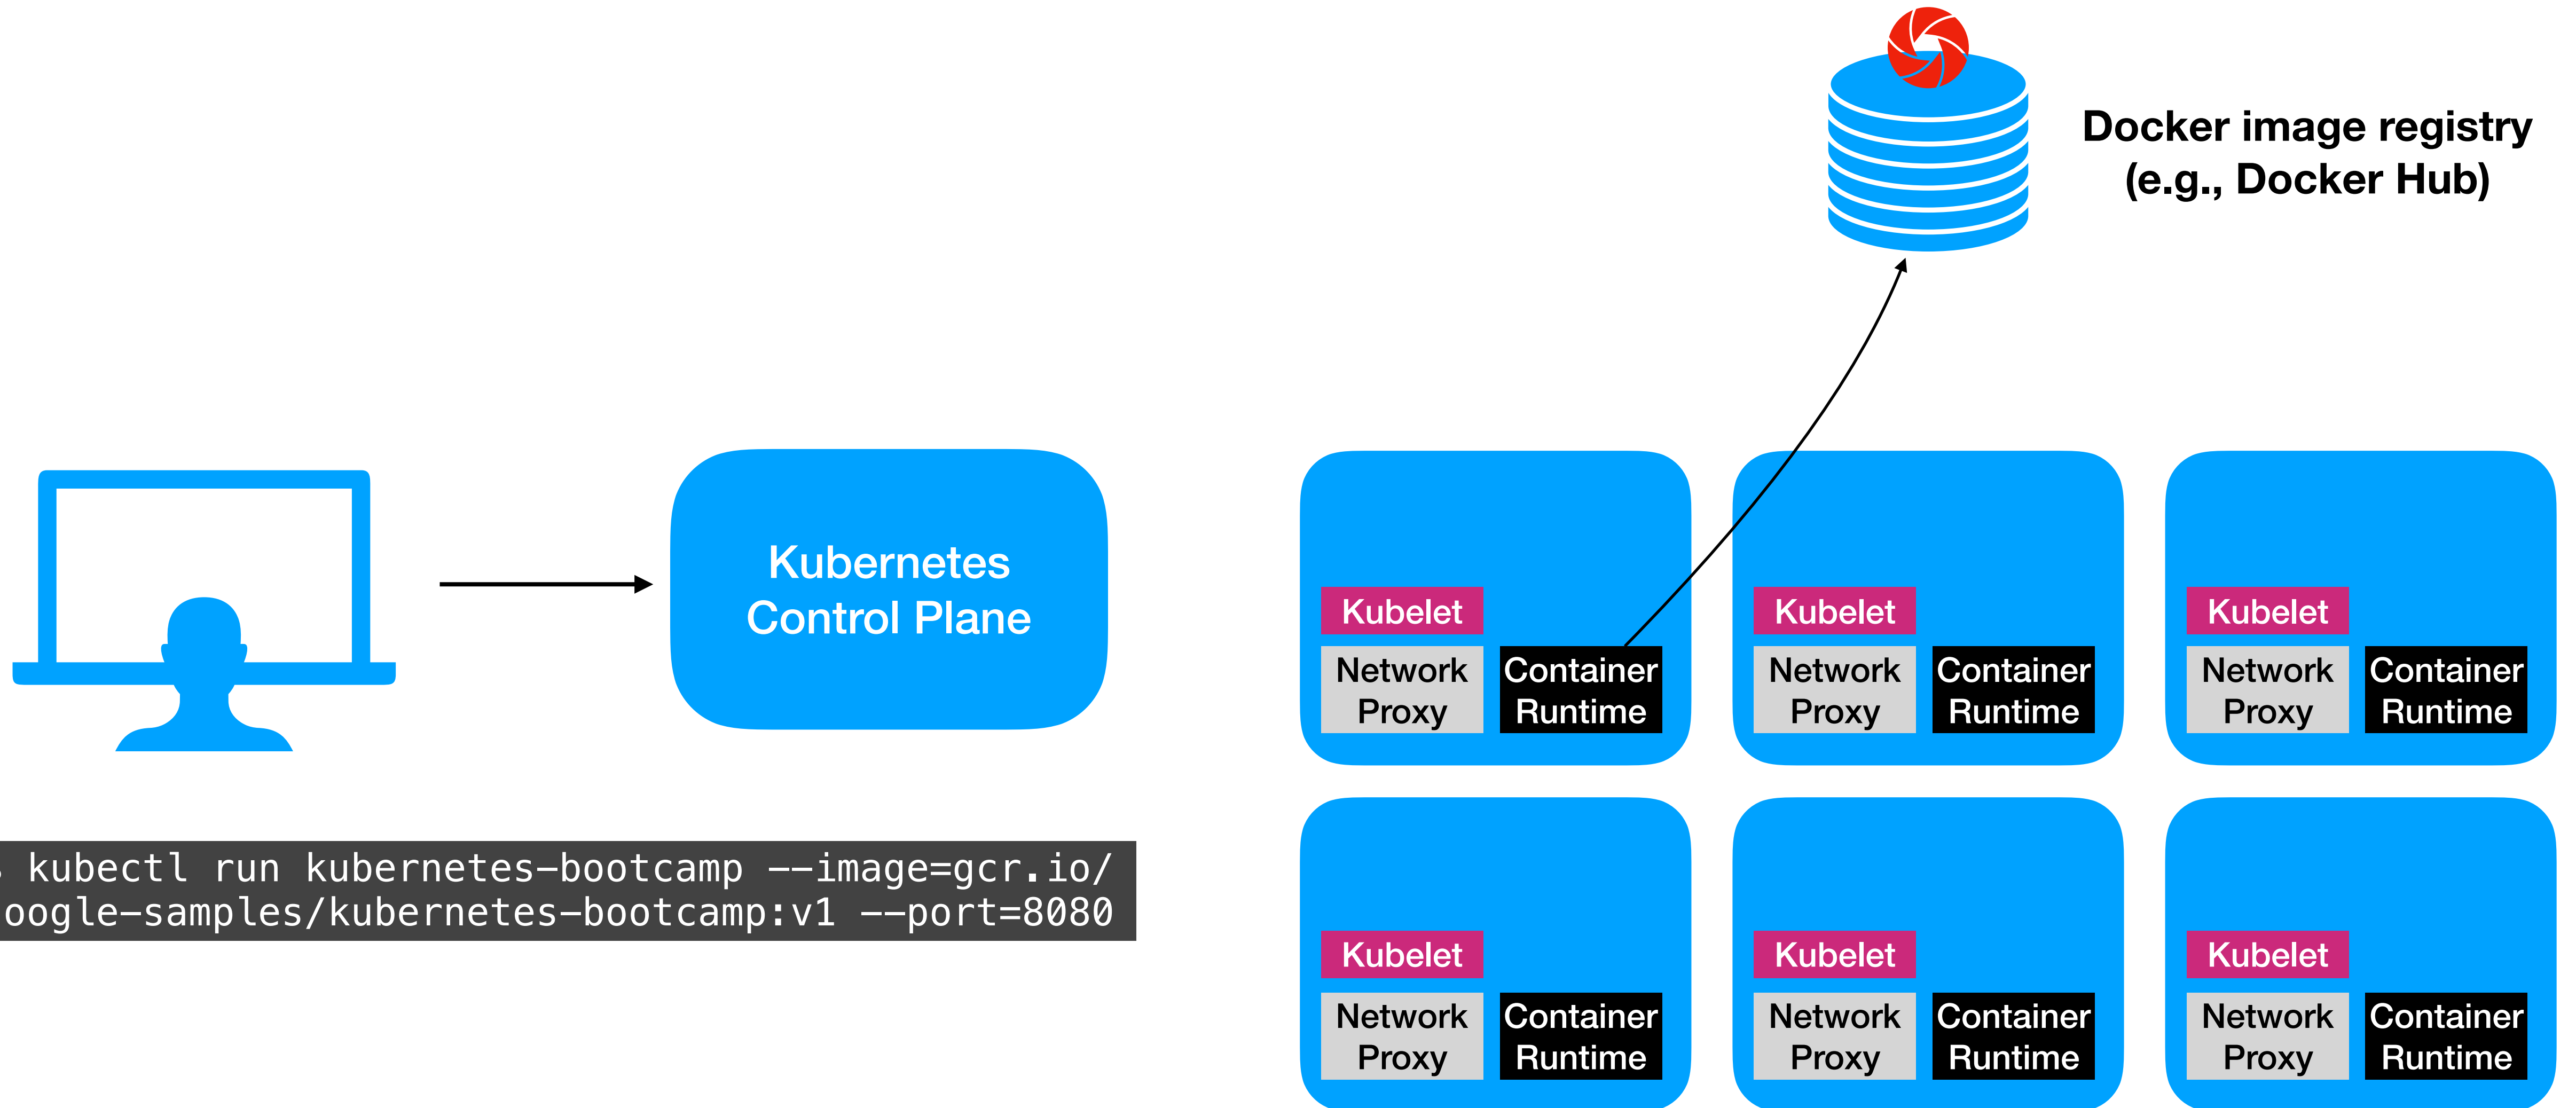 Docker image registry
(e.g., Docker Hub)
Kubernetes
Control Plane
kubectl run kubernetes-bootcamp --image=gcr.io/
oogle-samples/kubernetes-bootcamp:v1 --port=8080
Kubelet
Network
Proxy
Container
Runtime
Kubelet
Network
Proxy
Container
Runtime
Kubelet
Network
Proxy
Container
Runtime
Kubelet
Network
Proxy
Container
Runtime
Kubelet
Network
Proxy
Container
Runtime
Kubelet
Network
Proxy
Container
Runtime